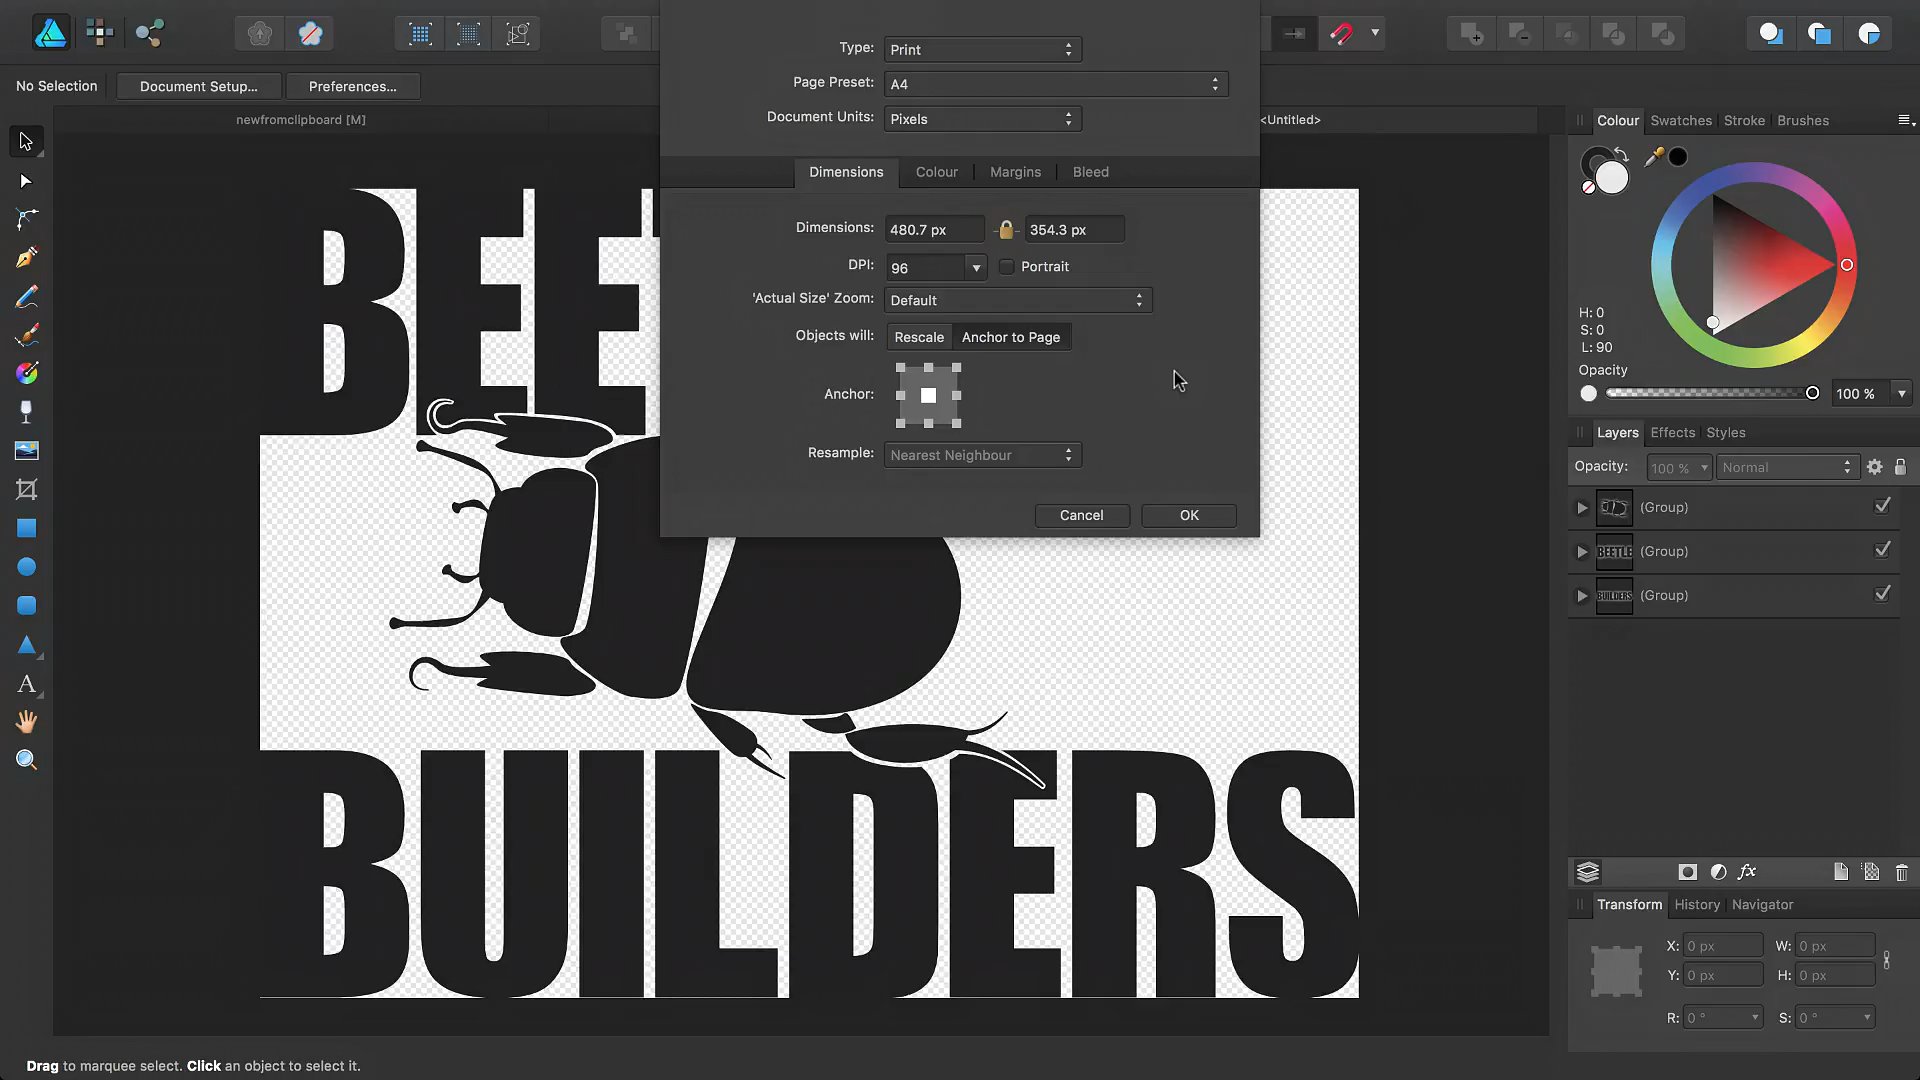 Type: Print
Page Preset: A4
Document Units: Pixels
No Selection
Document Setup...
Preferences...
newfromclipboard [M]
<Untitled>
Colour Swatches Stroke Brushes
Dimensions Colour Margins Bleed
Dimensions: 480.7 px 354.3 px
DPI: 96 Portrait
'Actual Size' Zoom: Default
Objects will: Rescale Anchor to Page
Anchor:
Resample: Nearest Neighbour
Cancel OK
H: 0
S: 0
L: 90
Opacity
100 %
Layers Effects Styles
Opacity: 100 % Normal
(Group)
BEETLE (Group)
BUILDERS (Group)
BEE
BUILDERS
fx
Transform History Navigator
X: 0 px W: 0 px
Y: 0 px H: 0 px
R: 0 ° S: 0 °
A
Drag to marquee select. Click an object to select it.